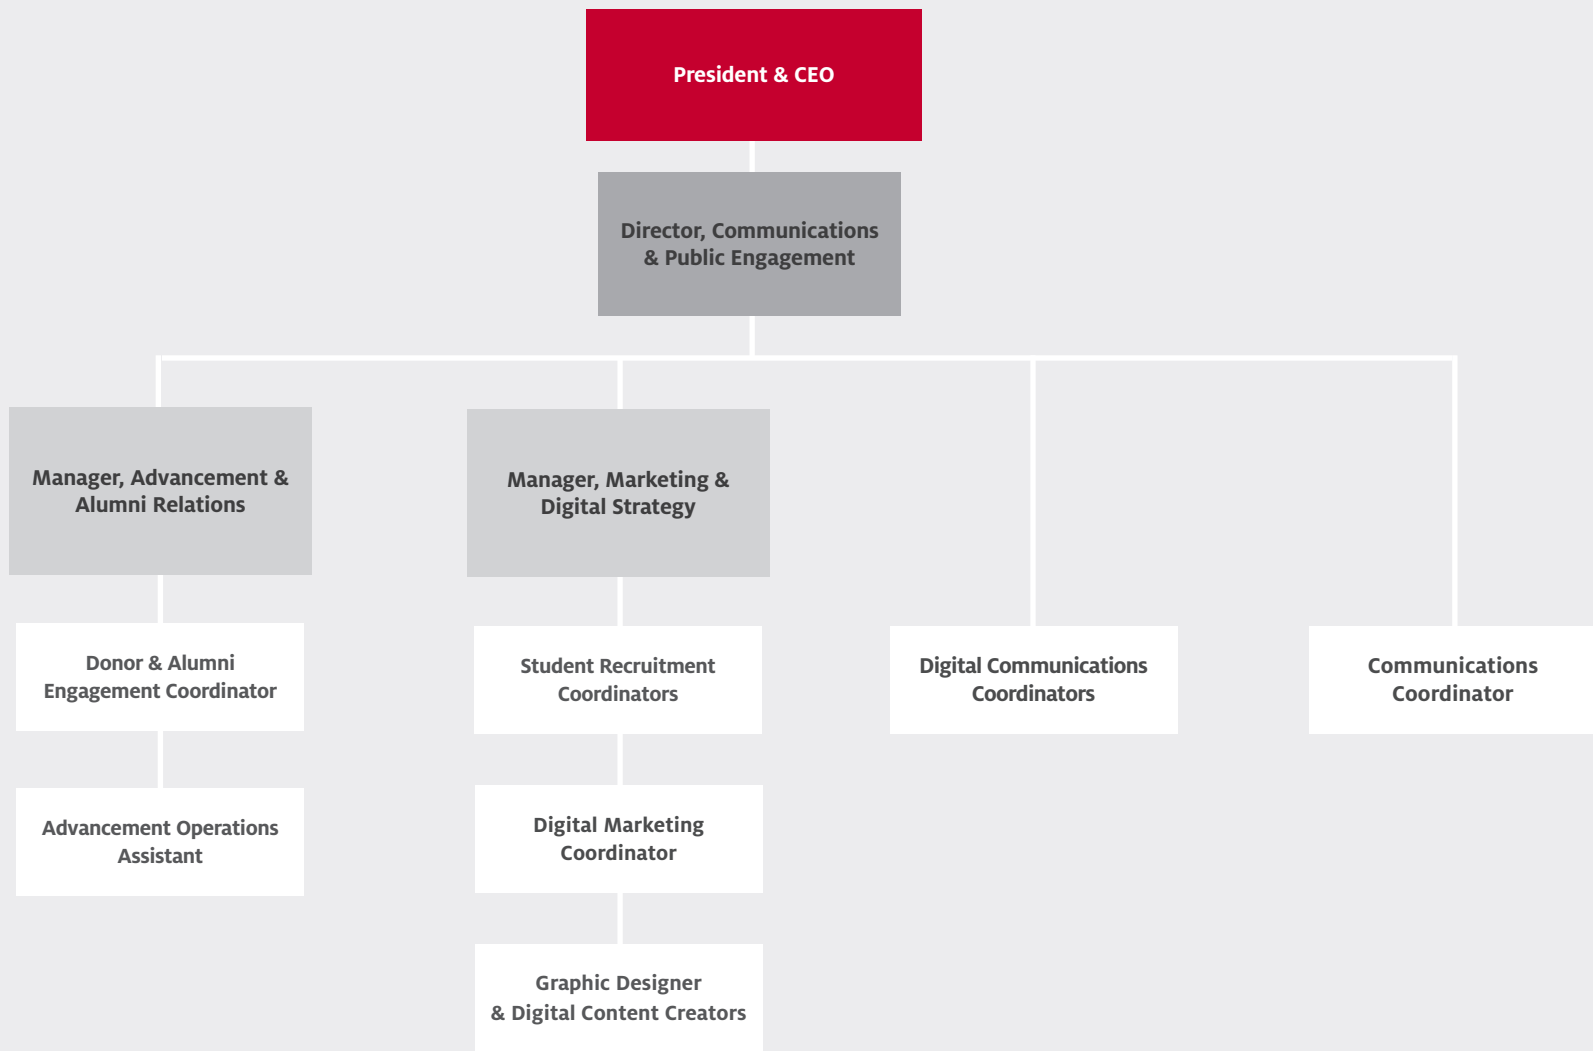 President & CEO
Director, Communications
& Public Engagement
Manager, Advancement &
Alumni Relations
Manager, Marketing &
Digital Strategy
Donor & Alumni
Engagement Coordinator
Student Recruitment
Coordinators
Digital Communications
Coordinators
Communications
Coordinator
Advancement Operations
Assistant
Digital Marketing
Coordinator
Graphic Designer
& Digital Content Creators